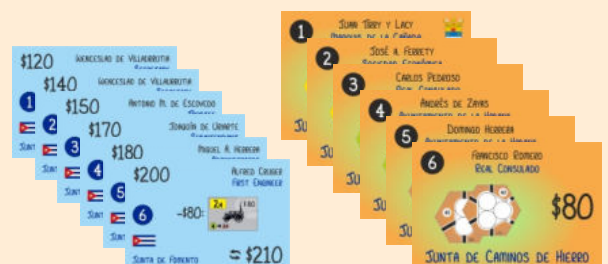 $120 WENCESLAO DE VILLAURRUTIA
$140 WENCESLAO DE VILLAURRUTIA
1 $150 ANTONIO M. DE ESCOVEDO
2 $170 JOAQUÍN DE URIARTE
3 $180 MIGUEL A. HERRERA
4 $200 ALFRED CRUGER
FIRST ENGINEER
5
6 -$80: 2+
JUNTA DE FOMENTO $210
1 JUAN TIRRY Y LACY
MARQUÉS DE LA CAÑADA
2 JOSÉ M. FERRETY
SOCIEDAD ECONÓMICA
3 CARLOS PEDROSO
REAL CONSULADO
4 ANDRÉS DE ZAYAS
AYUNTAMIENTO DE LA HABANA
5 DOMINGO HERRERA
AYUNTAMIENTO DE LA HABANA
6 FRANCISCO ROMERO
REAL CONSULADO
$80
JUNTA DE CAMINOS DE HIERRO